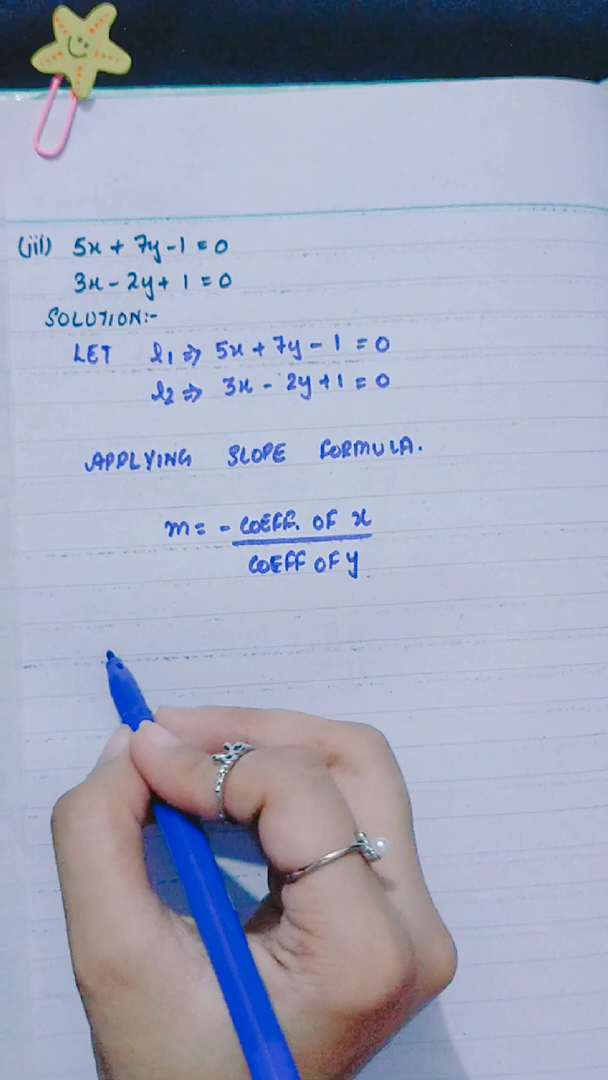 (iii) 5x + 7y - 1 = 0
3x - 2y + 1 = 0
SOLUTION:-
LET l1 ⇒ 5x + 7y - 1 = 0
l2 ⇒ 3x - 2y + 1 = 0
APPLYING SLOPE FORMULA.
m = - COEFF. OF x
COEFF OF y